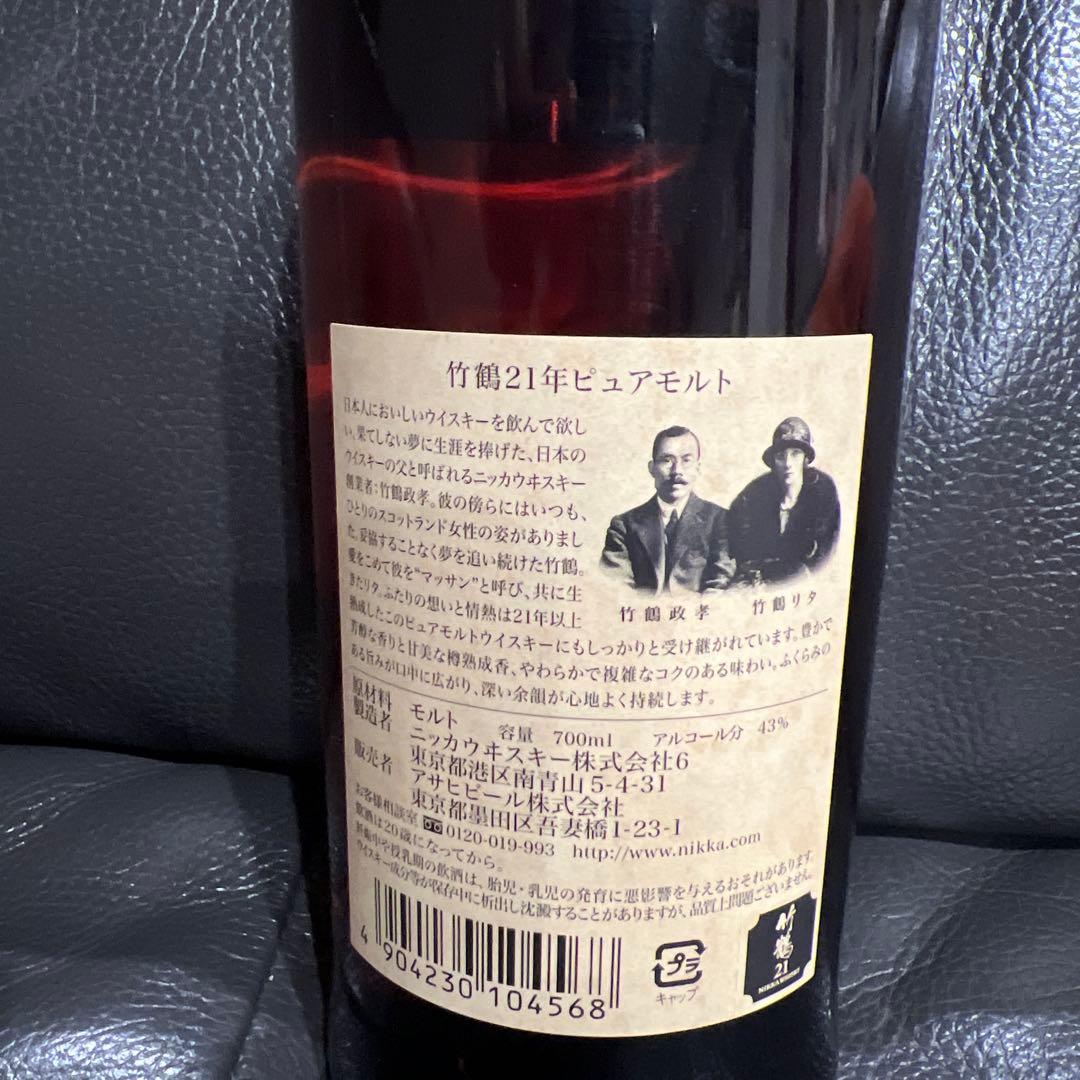 竹鶴21年ピュアモルト
日本人においしいウイスキーを飲んで欲し
い。果てしない夢に生涯を捧げた、日本の
ウイスキーの父と呼ばれるニッカウヰスキー
創業者：竹鶴政孝。彼の傍らにはいつも、
ひとりのスコットランド女性の姿がありまし
た。妥協することなく夢を追い続けた竹鶴。
愛をこめて彼を“マッサン”と呼び、共に生
きたリタ。ふたりの想いと情熱は21年以上
熟成したこのピュアモルトウイスキーにもしっかりと受け継がれています。豊かで
芳醇な香りと甘美な樽熟成香、やわらかで複雑なコクのある味わい。ふくらみの
ある旨みが口中に広がり、深い余韻が心地よく持続します。
竹鶴政孝 竹鶴リタ
原材料 モルト 容量 700ml アルコール分 43%
製造者 ニッカウヰスキー株式会社6
東京都港区南青山5-4-31
販売者 アサヒビール株式会社
東京都墨田区吾妻橋1-23-1
お客様相談室 0120-019-993 http://www.nikka.com
飲酒は20歳になってから。
妊娠中や授乳期の飲酒は、胎児・乳児の発育に悪影響を与えるおそれがあります。
ウイスキー成分等が保存中に析出し沈澱することがありますが、品質上問題ございません。
4 904230 104568
プラ
キャップ
竹鶴
21
NIKKA WHISKY